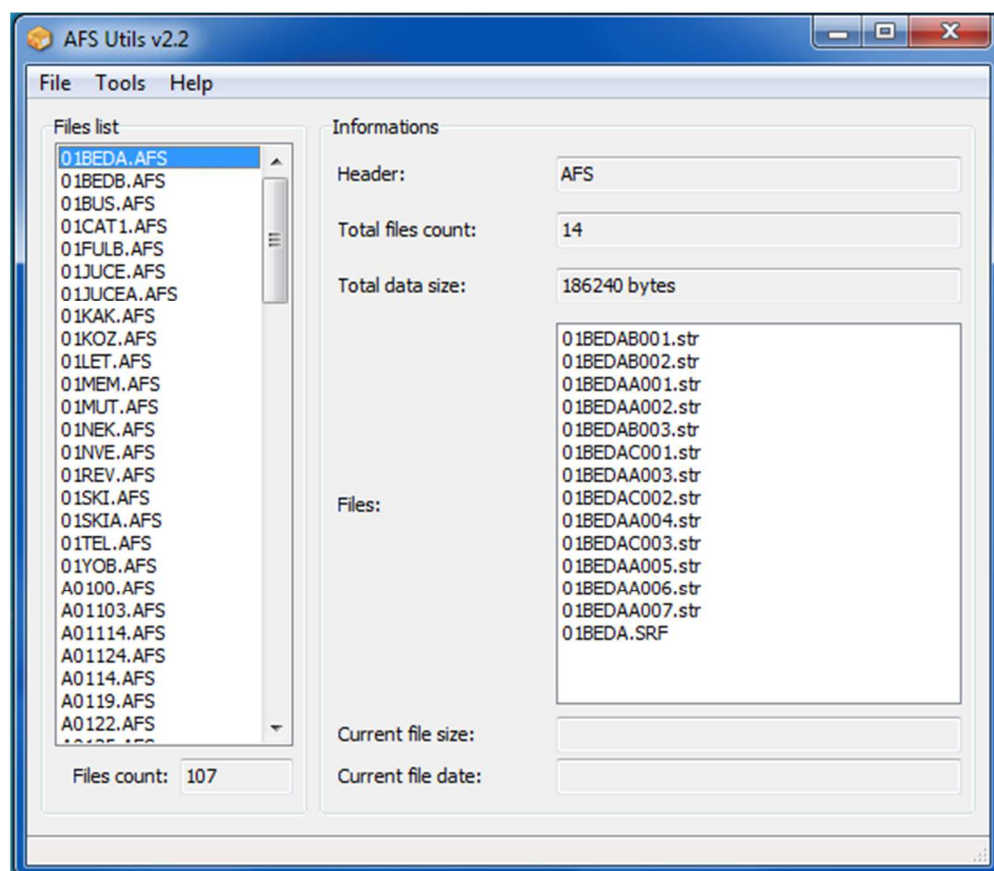 AFS Utils v2.2
File Tools Help
Files list
01BEDA.AFS
01BEDB.AFS
01BUS.AFS
01CAT1.AFS
01FULB.AFS
01JUCE.AFS
01JUCEA.AFS
01KAK.AFS
01KOZ.AFS
01LET.AFS
01MEM.AFS
01MUT.AFS
01NEK.AFS
01NVE.AFS
01REV.AFS
01SKI.AFS
01SKIA.AFS
01TEL.AFS
01YOB.AFS
A0100.AFS
A01103.AFS
A01114.AFS
A01124.AFS
A0114.AFS
A0119.AFS
A0122.AFS
Files count: 107
Informations
Header: AFS
Total files count: 14
Total data size: 186240 bytes
Files:
01BEDAB001.str
01BEDAB002.str
01BEDAA001.str
01BEDAA002.str
01BEDAB003.str
01BEDAC001.str
01BEDAA003.str
01BEDAC002.str
01BEDAA004.str
01BEDAC003.str
01BEDAA005.str
01BEDAA006.str
01BEDAA007.str
01BEDA.SRF
Current file size:
Current file date: